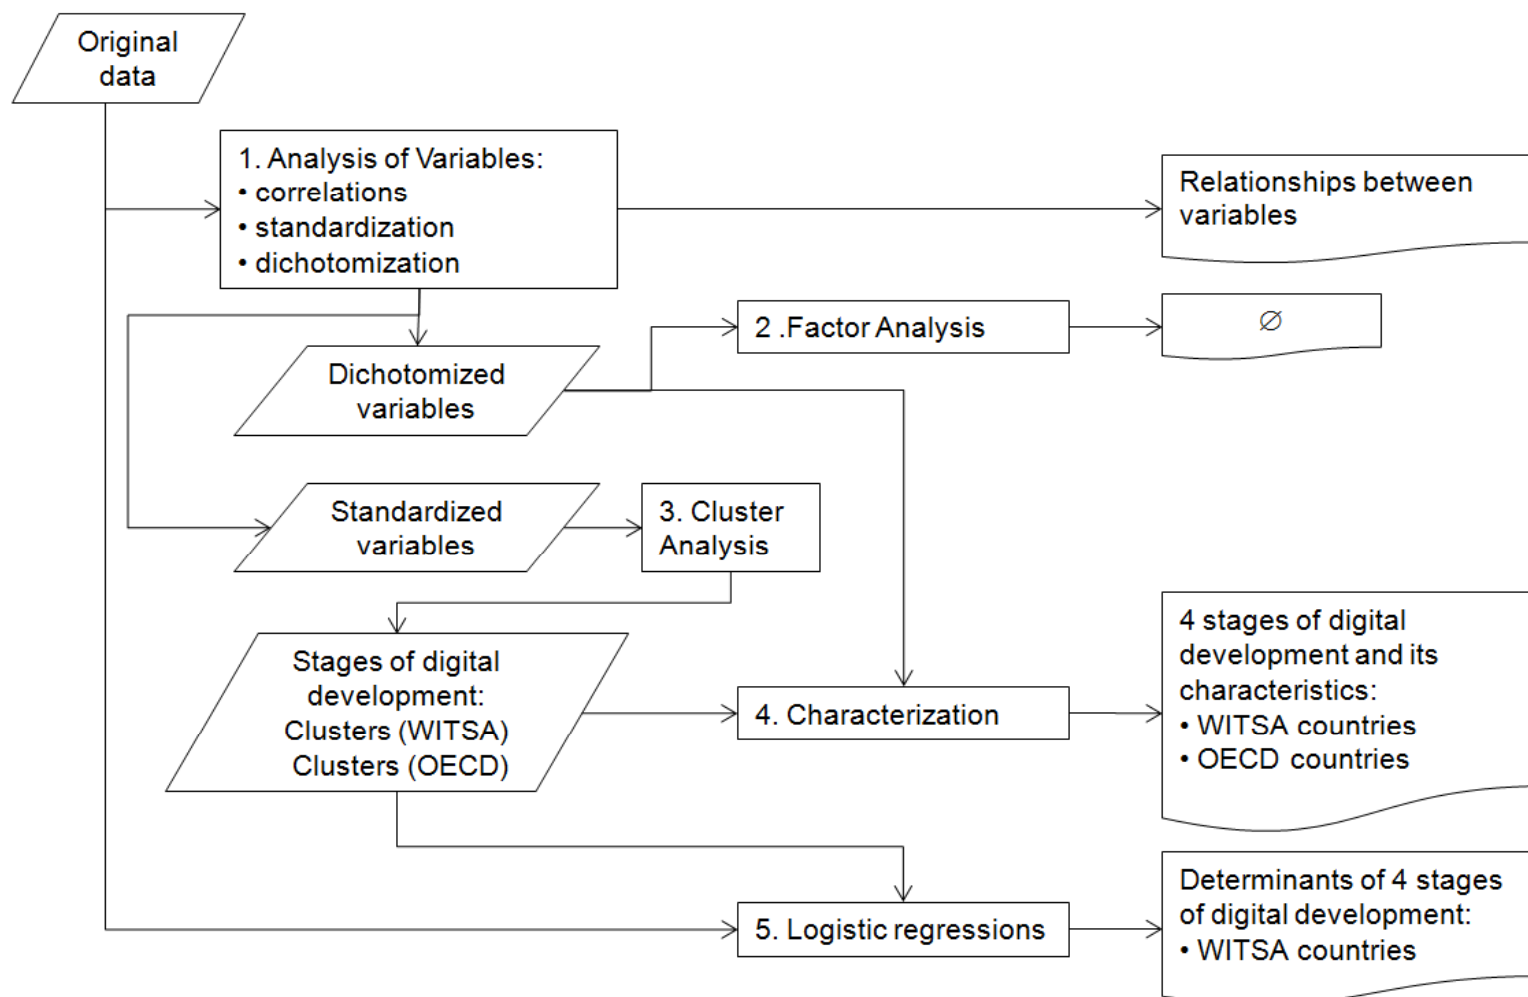 Original
data
1. Analysis of Variables:
• correlations
• standardization
• dichotomization
Relationships between
variables
2 .Factor Analysis
∅
Dichotomized
variables
Standardized
variables
3. Cluster
Analysis
Stages of digital
development:
Clusters (WITSA)
Clusters (OECD)
4. Characterization
4 stages of digital
development and its
characteristics:
• WITSA countries
• OECD countries
5. Logistic regressions
Determinants of 4 stages
of digital development:
• WITSA countries